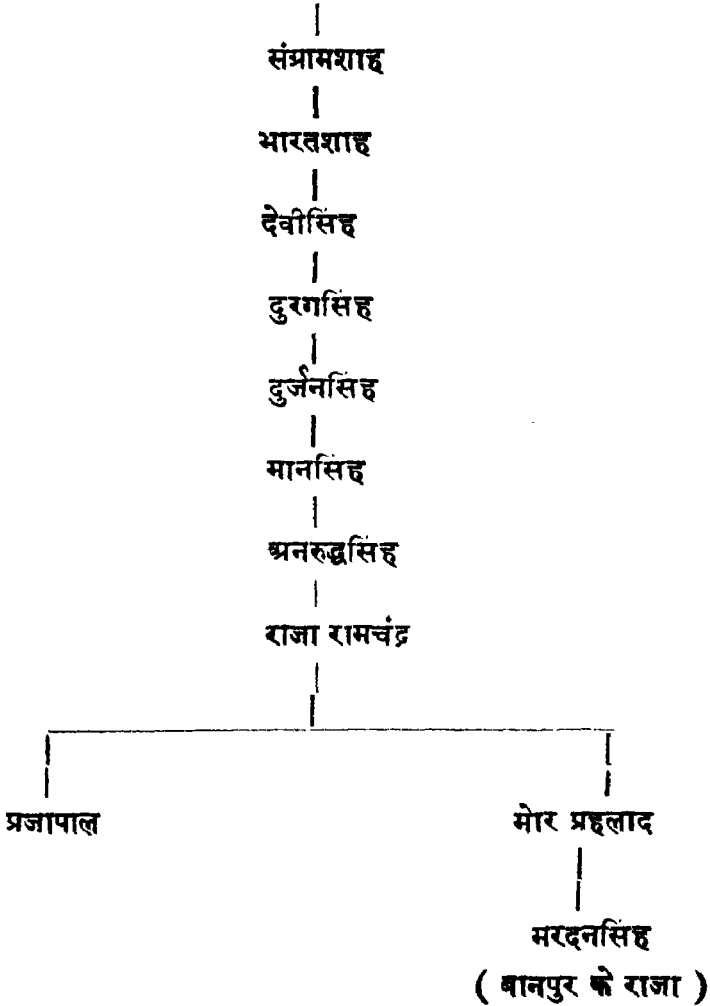 संग्रामशाह
भारतशाह
देवीसिंह
दुरगसिंह
दुर्जनसिंह
मानसिंह
अनरुद्धसिंह
राजा रामचंद्र
प्रजापाल मोर प्रहलाद
मरदनसिंह
( बानपुर के राजा )